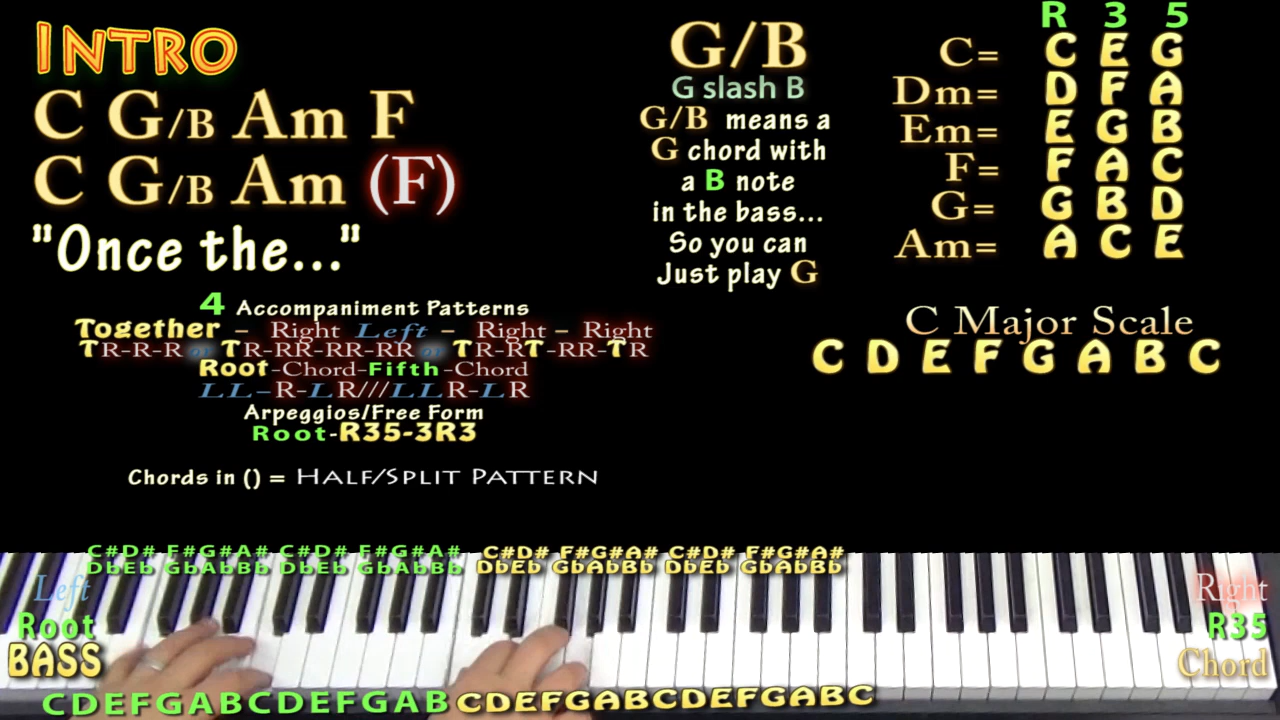 INTRO
C G/B Am F
C G/B Am (F)
"Once the..."
4 Accompaniment Patterns
Together - Right Left - Right - Right
TR-R-R or TR-RR-RR-RR or TR-RT-RR-TR
Root-Chord-Fifth-Chord
LL-R-LR///LLR-LR
Arpeggios/Free Form
Root-R35-3R3
Chords in () = HALF/SPLIT PATTERN
G/B
G slash B
G/B means a
G chord with
a B note
in the bass...
So you can
Just play G
R 3 5
C= C E G
Dm= D F A
Em= E G B
F= F A C
G= G B D
Am= A C E
C Major Scale
C D E F G A B C
C#D# F#G#A# C#D# F#G#A# C#D# F#G#A# C#D# F#G#A#
DbEb GbAbBb DbEb GbAbBb DbEb GbAbBb DbEb GbAbBb
Left
Root
BASS
Right
R35
Chord
CDEFGABCDEFGAB CDEFGABCDEFGABC